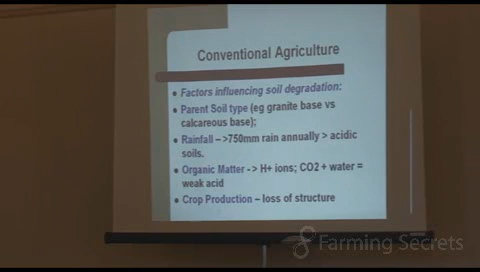 Conventional Agriculture
• Factors influencing soil degradation:
• Parent Soil type (eg granite base vs
calcareous base);
• Rainfall – >750mm rain annually > acidic
soils.
• Organic Matter -> H+ ions; CO2 + water =
weak acid
• Crop Production – loss of structure
Farming Secrets